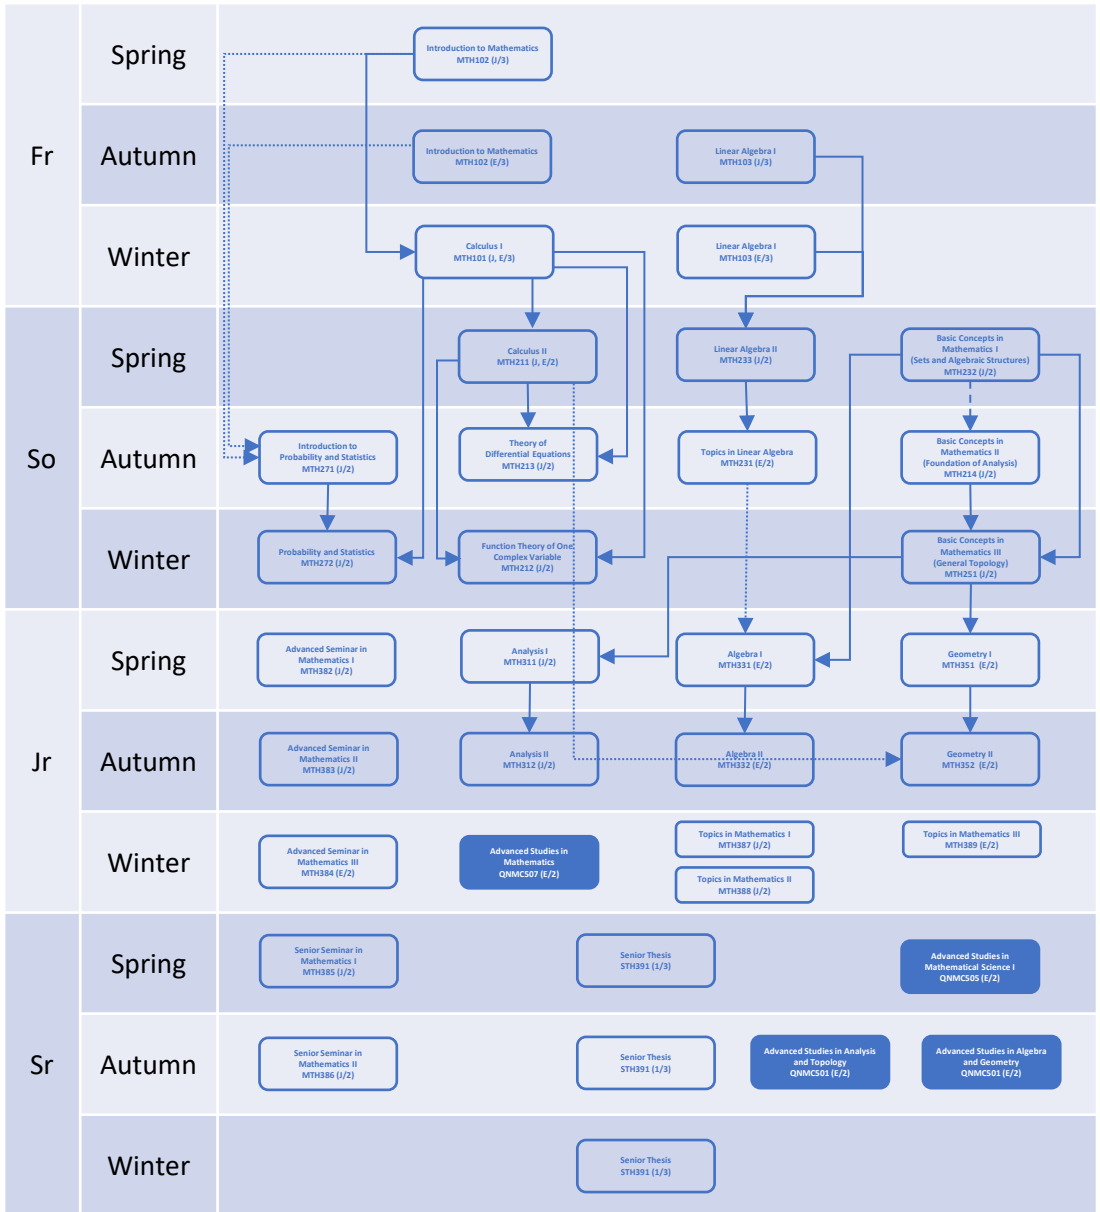 Fr
Spring
Introduction to Mathematics
MTH102 (J/3)
Autumn
Introduction to Mathematics
MTH102 (E/3)
Linear Algebra I
MTH103 (J/3)
Winter
Calculus I
MTH101 (J, E/3)
Linear Algebra I
MTH103 (E/3)
So
Spring
Calculus II
MTH211 (J, E/2)
Linear Algebra II
MTH233 (J/2)
Basic Concepts in
Mathematics I
(Sets and Algebraic Structures)
MTH232 (J/2)
Autumn
Introduction to
Probability and Statistics
MTH271 (J/2)
Theory of
Differential Equations
MTH213 (J/2)
Topics in Linear Algebra
MTH231 (E/2)
Basic Concepts in
Mathematics II
(Foundation of Analysis)
MTH214 (J/2)
Winter
Probability and Statistics
MTH272 (J/2)
Function Theory of One
Complex Variable
MTH212 (J/2)
Basic Concepts in
Mathematics III
(General Topology)
MTH251 (J/2)
Jr
Spring
Advanced Seminar in
Mathematics I
MTH382 (J/2)
Analysis I
MTH311 (J/2)
Algebra I
MTH331 (E/2)
Geometry I
MTH351 (E/2)
Autumn
Advanced Seminar in
Mathematics II
MTH383 (J/2)
Analysis II
MTH312 (J/2)
Algebra II
MTH332 (E/2)
Geometry II
MTH352 (E/2)
Winter
Advanced Seminar in
Mathematics III
MTH384 (E/2)
Advanced Studies in
Mathematics
QNMC507 (E/2)
Topics in Mathematics I
MTH387 (J/2)
Topics in Mathematics II
MTH388 (J/2)
Topics in Mathematics III
MTH389 (E/2)
Sr
Spring
Senior Seminar in
Mathematics I
MTH385 (J/2)
Senior Thesis
STH391 (1/3)
Advanced Studies in
Mathematical Science I
QNMC505 (E/2)
Autumn
Senior Seminar in
Mathematics II
MTH386 (J/2)
Senior Thesis
STH391 (1/3)
Advanced Studies in Analysis
and Topology
QNMC501 (E/2)
Advanced Studies in Algebra
and Geometry
QNMC501 (E/2)
Winter
Senior Thesis
STH391 (1/3)